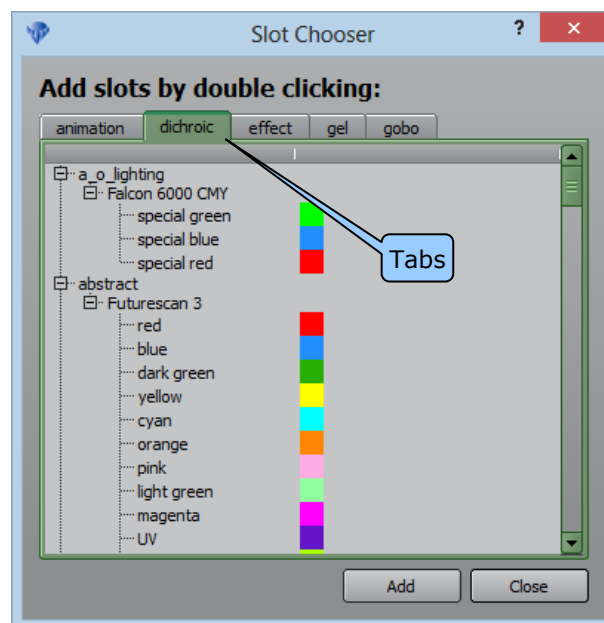 Slot Chooser
?
×
Add slots by double clicking:
animation dichroic effect gel gobo
a_o_lighting
Falcon 6000 CMY
special green
special blue
special red
Tabs
abstract
Futurescan 3
red
blue
dark green
yellow
cyan
orange
pink
light green
magenta
UV
Add Close